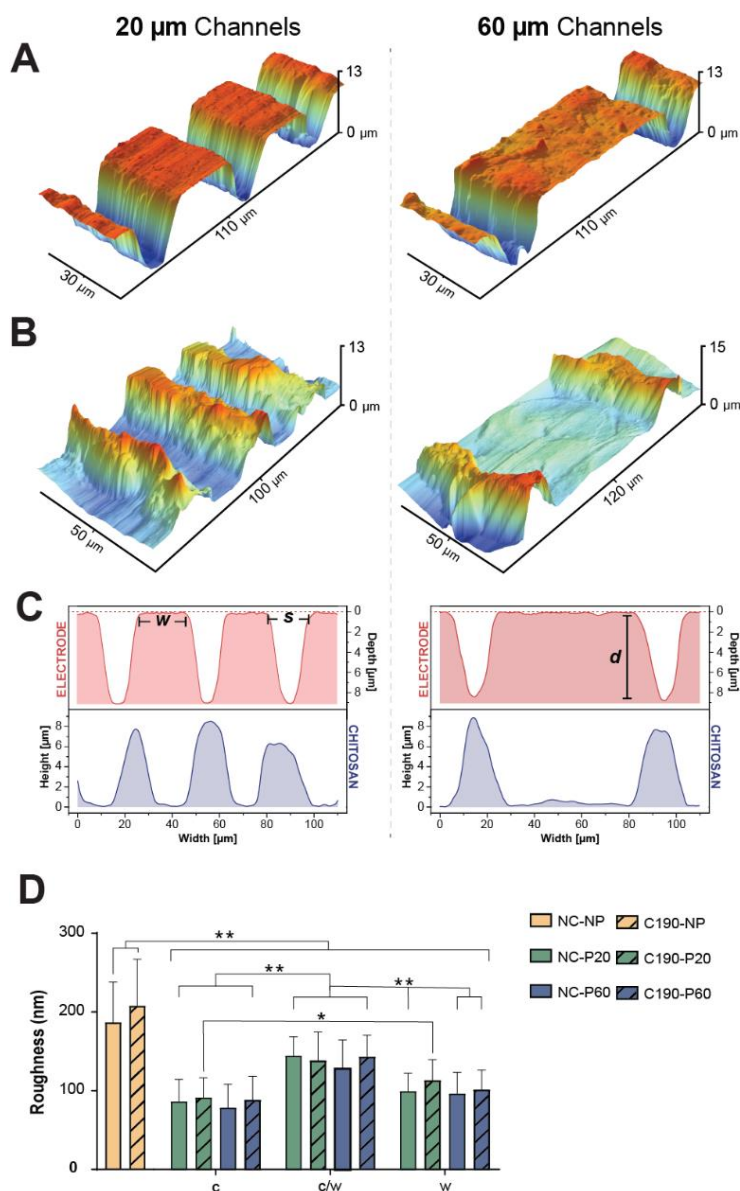 20 µm Channels
60 µm Channels
A
13
0
µm
110 µm
30 µm
13
0
µm
110 µm
30 µm
B
13
0
µm
100 µm
50 µm
15
0
µm
120 µm
50 µm
C
ELECTRODE
w
s
0
2
4
6
8
Depth [µm]
d
0
2
4
6
8
Depth [µm]
Height [µm]
8
6
4
2
0
CHITOSAN
0 20 40 60 80 100
Width [µm]
ELECTRODE
Height [µm]
8
6
4
2
0
CHITOSAN
0 20 40 60 80 100
Width [µm]
D
Roughness (nm)
300
200
100
0
**
**
**
*
c
c/w
w
NC-NP C190-NP
NC-P20 C190-P20
NC-P60 C190-P60